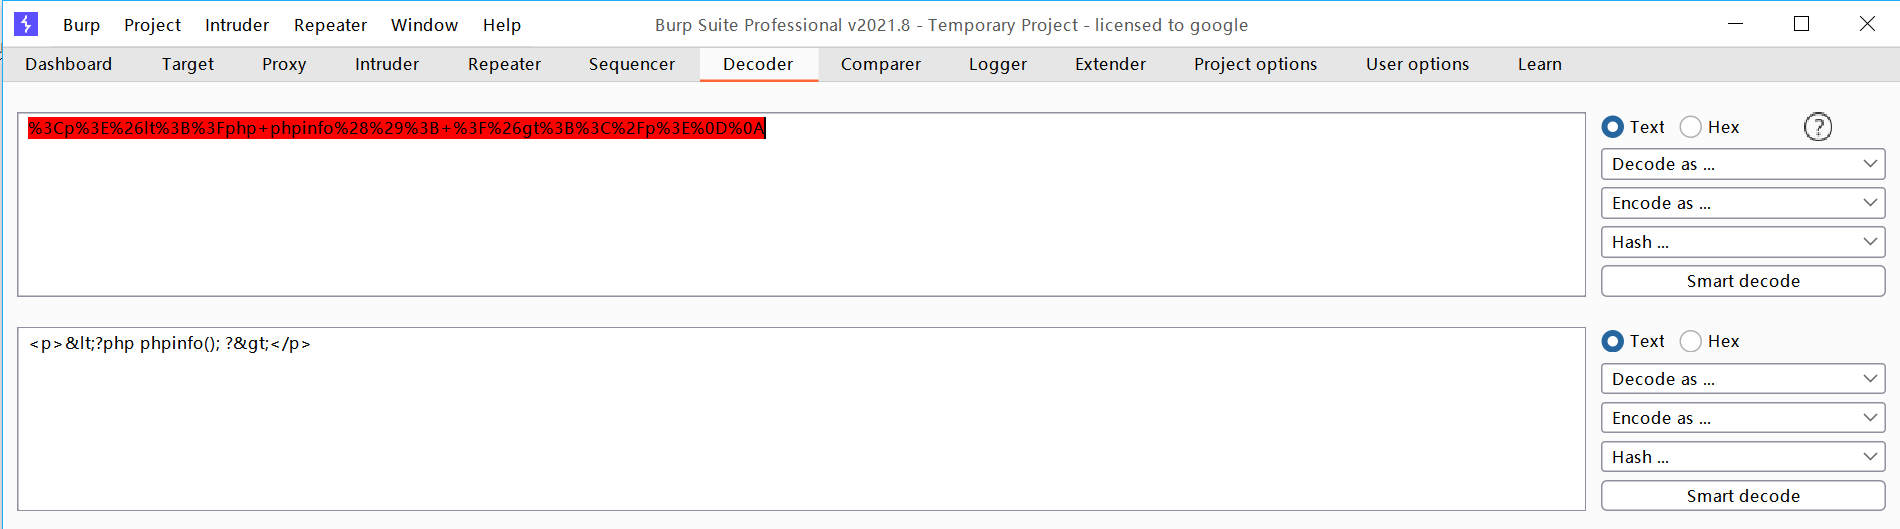 Burp Project Intruder Repeater Window Help Burp Suite Professional v2021.8 - Temporary Project - licensed to google
Dashboard Target Proxy Intruder Repeater Sequencer Decoder Comparer Logger Extender Project options User options Learn
%3Cp%3E%26lt%3B%3Fphp+phpinfo%28%29%3B+%3F%26gt%3B%3C%2Fp%3E%0D%0A
Text Hex ?
Decode as ...
Encode as ...
Hash ...
Smart decode
<p>&lt;?php phpinfo(); ?&gt;</p>
Text Hex
Decode as ...
Encode as ...
Hash ...
Smart decode